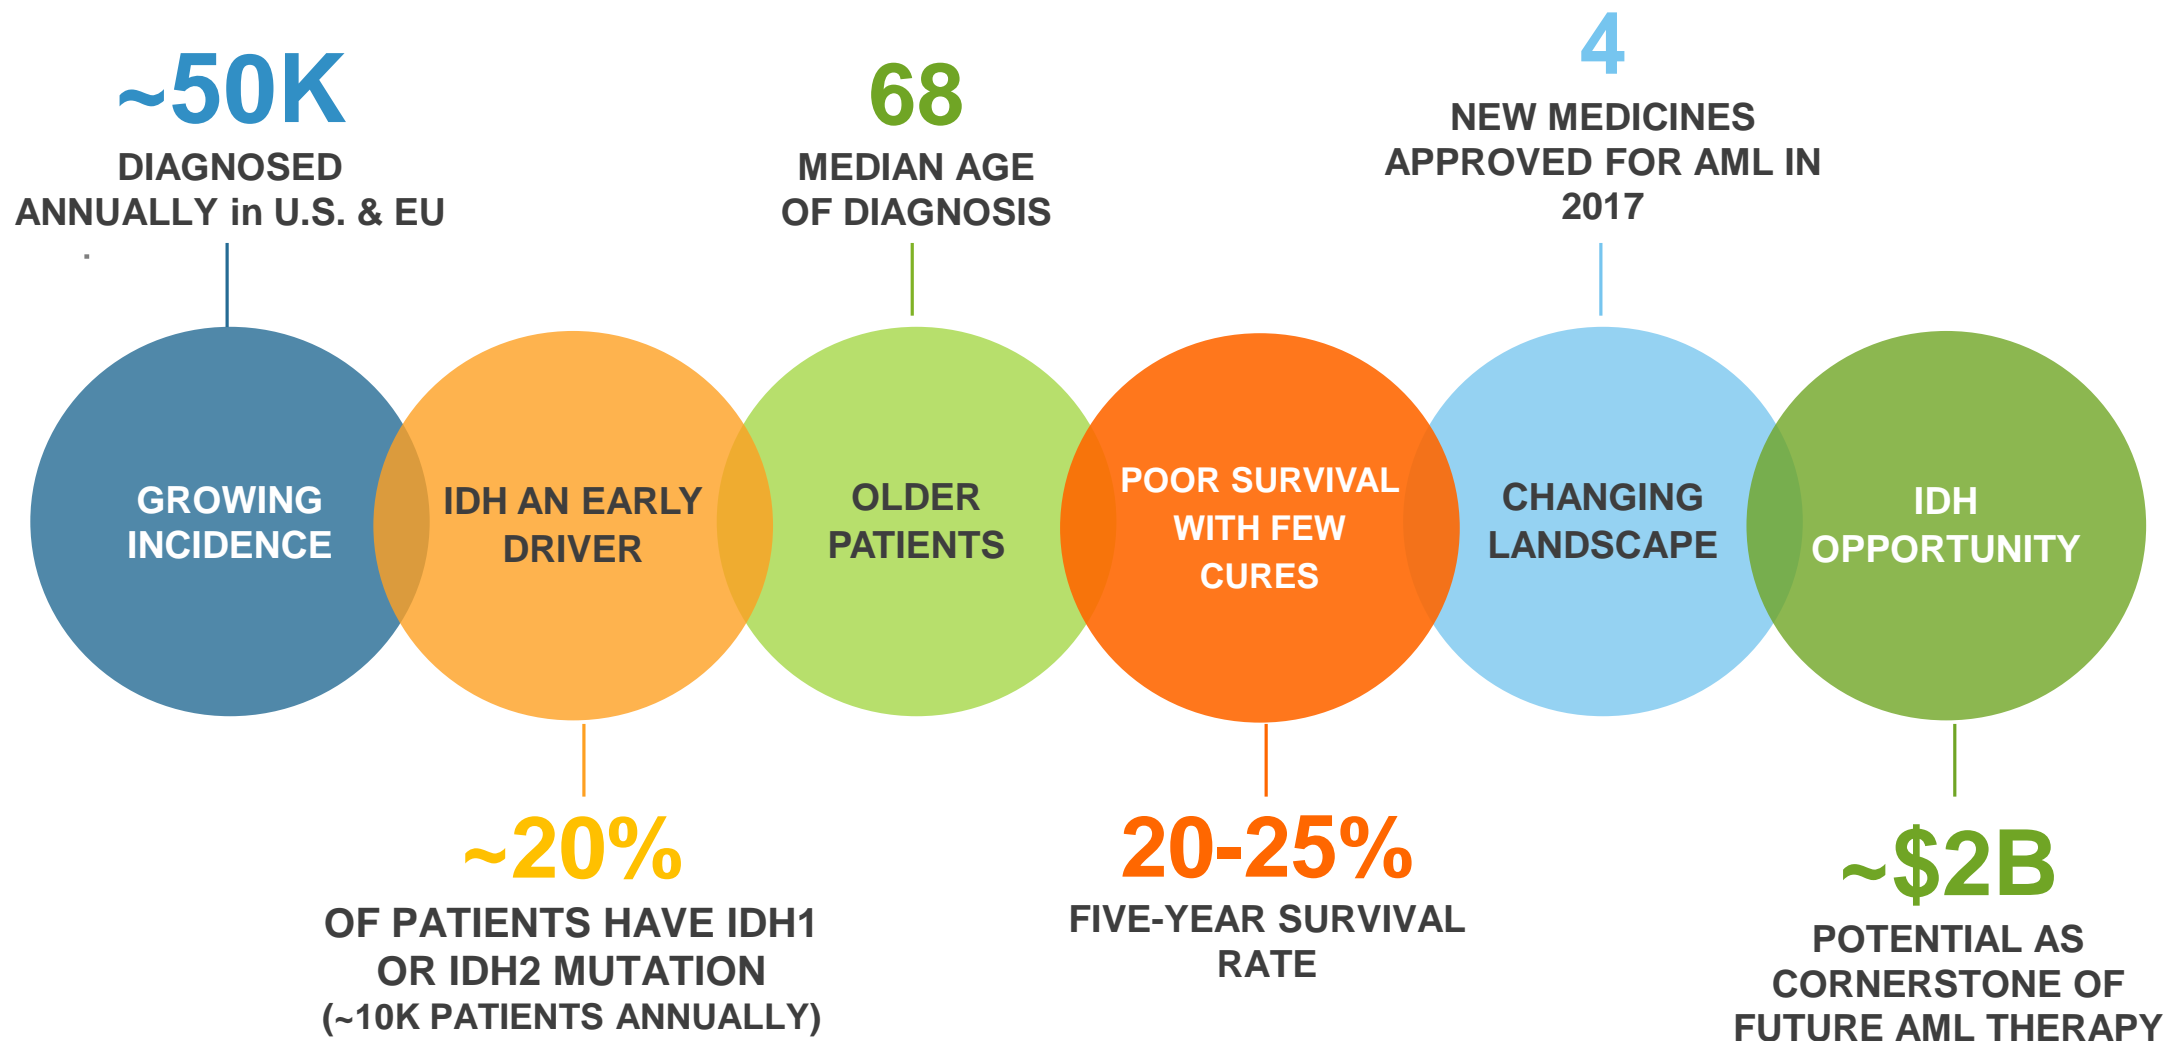 ~50K
DIAGNOSED
ANNUALLY in U.S. & EU
.
68
MEDIAN AGE
OF DIAGNOSIS
4
NEW MEDICINES
APPROVED FOR AML IN
2017
GROWING
INCIDENCE
IDH AN EARLY
DRIVER
OLDER
PATIENTS
POOR SURVIVAL
WITH FEW
CURES
CHANGING
LANDSCAPE
IDH
OPPORTUNITY
~20%
OF PATIENTS HAVE IDH1
OR IDH2 MUTATION
(~10K PATIENTS ANNUALLY)
20-25%
FIVE-YEAR SURVIVAL
RATE
~$2B
POTENTIAL AS
CORNERSTONE OF
FUTURE AML THERAPY